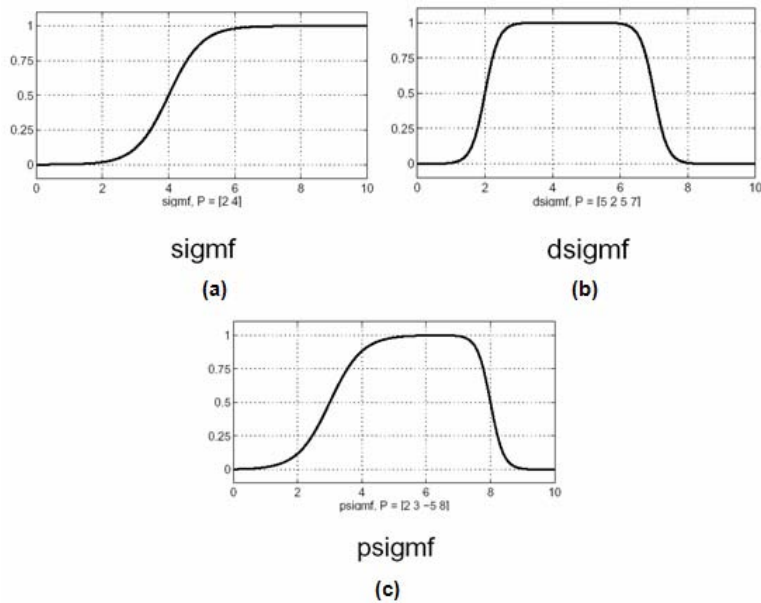 1
0.75
0.5
0.25
0
0 2 4 6 8 10
sigmf, P = [2 4]
sigmf
(a)
1
0.75
0.5
0.25
0
0 2 4 6 8 10
dsigmf, P = [5 2 5 7]
dsigmf
(b)
1
0.75
0.5
0.25
0
0 2 4 6 8 10
psigmf, P = [2 3 −5 8]
psigmf
(c)